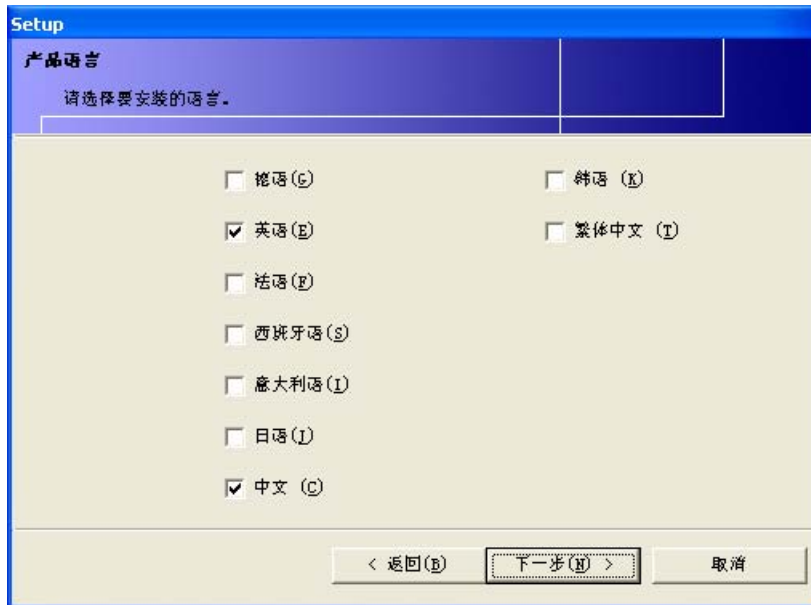 Setup
产品语言
请选择要安装的语言。
德语(G)
英语(E)
法语(F)
西班牙语(S)
意大利语(I)
日语(J)
中文 (C)
韩语 (K)
繁体中文 (T)
< 返回(B)
下一步(N) >
取消